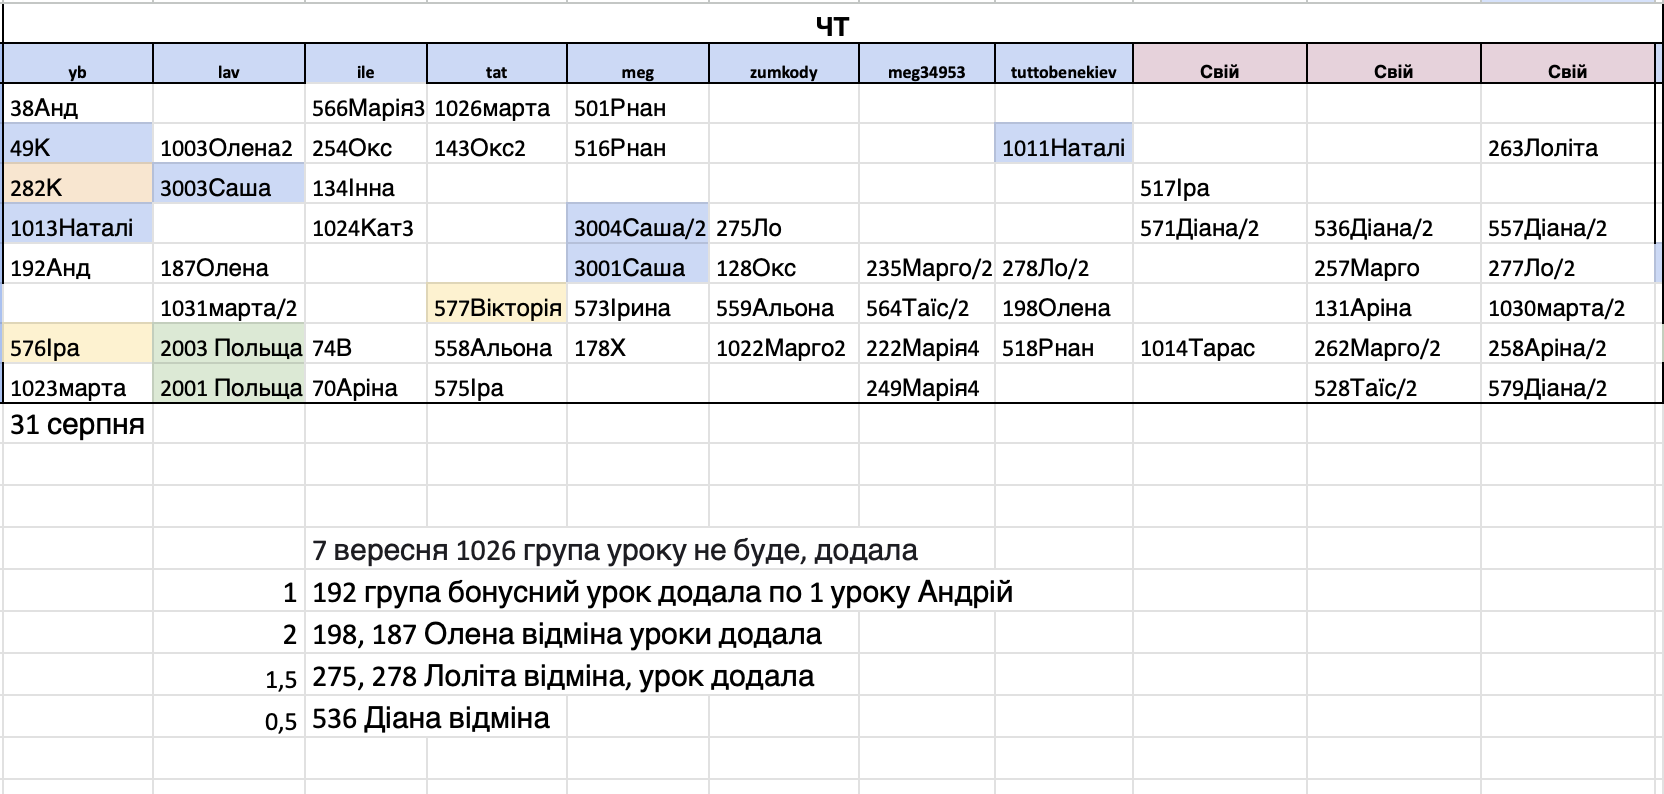 ЧТ
yb lav ile tat meg zumkody meg34953 tuttobenekiev Свій Свій Свій
38Анд 566Марія3 1026марта 501Рнан
49К 1003Олена2 254Окс 143Окс2 516Рнан 1011Наталі 263Лоліта
282К 3003Саша 134Інна 517Іра
1013Наталі 1024Кат3 3004Саша/2 275Ло 571Діана/2 536Діана/2 557Діана/2
192Анд 187Олена 3001Саша 128Окс 235Марго/2 278Ло/2 257Марго 277Ло/2
1031марта/2 577Вікторія 573Ірина 559Альона 564Таїс/2 198Олена 131Аріна 1030марта/2
576Іра 2003 Польща 74В 558Альона 178Х 1022Марго2 222Марія4 518Рнан 1014Тарас 262Марго/2 258Аріна/2
1023марта 2001 Польща 70Аріна 575Іра 249Марія4 528Таїс/2 579Діана/2
31 серпня
7 вересня 1026 група уроку не буде, додала
1 192 група бонусний урок додала по 1 уроку Андрій
2 198, 187 Олена відміна уроки додала
1,5 275, 278 Лоліта відміна, урок додала
0,5 536 Діана відміна